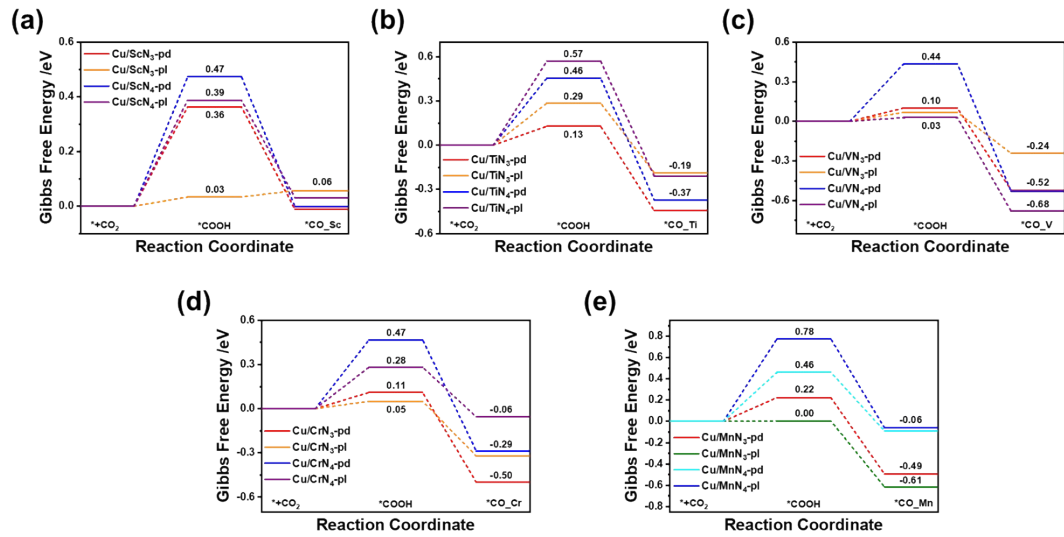 (a)
Gibbs Free Energy /eV
0.6
0.4
0.2
0.0
Cu/ScN₃-pd
Cu/ScN₃-pl
Cu/ScN₄-pd
Cu/ScN₄-pl
0.47
0.39
0.36
0.03
0.06
*+CO₂
*COOH
*CO_Sc
Reaction Coordinate
(b)
Gibbs Free Energy /eV
0.6
0.3
0.0
-0.3
-0.6
0.57
0.46
0.29
0.13
Cu/TiN₃-pd
Cu/TiN₃-pl
Cu/TiN₄-pd
Cu/TiN₄-pl
-0.19
-0.37
*+CO₂
*COOH
*CO_Ti
Reaction Coordinate
(c)
Gibbs Free Energy /eV
0.6
0.3
0.0
-0.3
-0.6
0.44
0.10
0.03
Cu/VN₃-pd
Cu/VN₃-pl
Cu/VN₄-pd
Cu/VN₄-pl
-0.24
-0.52
-0.68
*+CO₂
*COOH
*CO_V
Reaction Coordinate
(d)
Gibbs Free Energy /eV
0.6
0.3
0.0
-0.3
-0.6
0.47
0.28
0.11
0.05
Cu/CrN₃-pd
Cu/CrN₃-pl
Cu/CrN₄-pd
Cu/CrN₄-pl
-0.06
-0.29
-0.50
*+CO₂
*COOH
*CO_Cr
Reaction Coordinate
(e)
Gibbs Free Energy /eV
0.8
0.6
0.4
0.2
0.0
-0.2
-0.4
-0.6
-0.8
0.78
0.46
0.22
0.00
Cu/MnN₃-pd
Cu/MnN₃-pl
Cu/MnN₄-pd
Cu/MnN₄-pl
-0.06
-0.49
-0.61
*+CO₂
*COOH
*CO_Mn
Reaction Coordinate